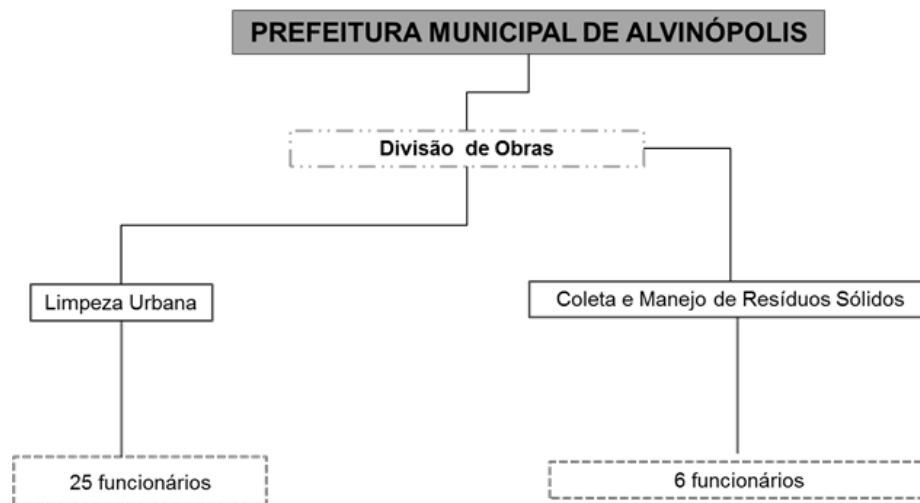 PREFEITURA MUNICIPAL DE ALVINÓPOLIS
Divisão de Obras
Limpeza Urbana
Coleta e Manejo de Resíduos Sólidos
25 funcionários
6 funcionários